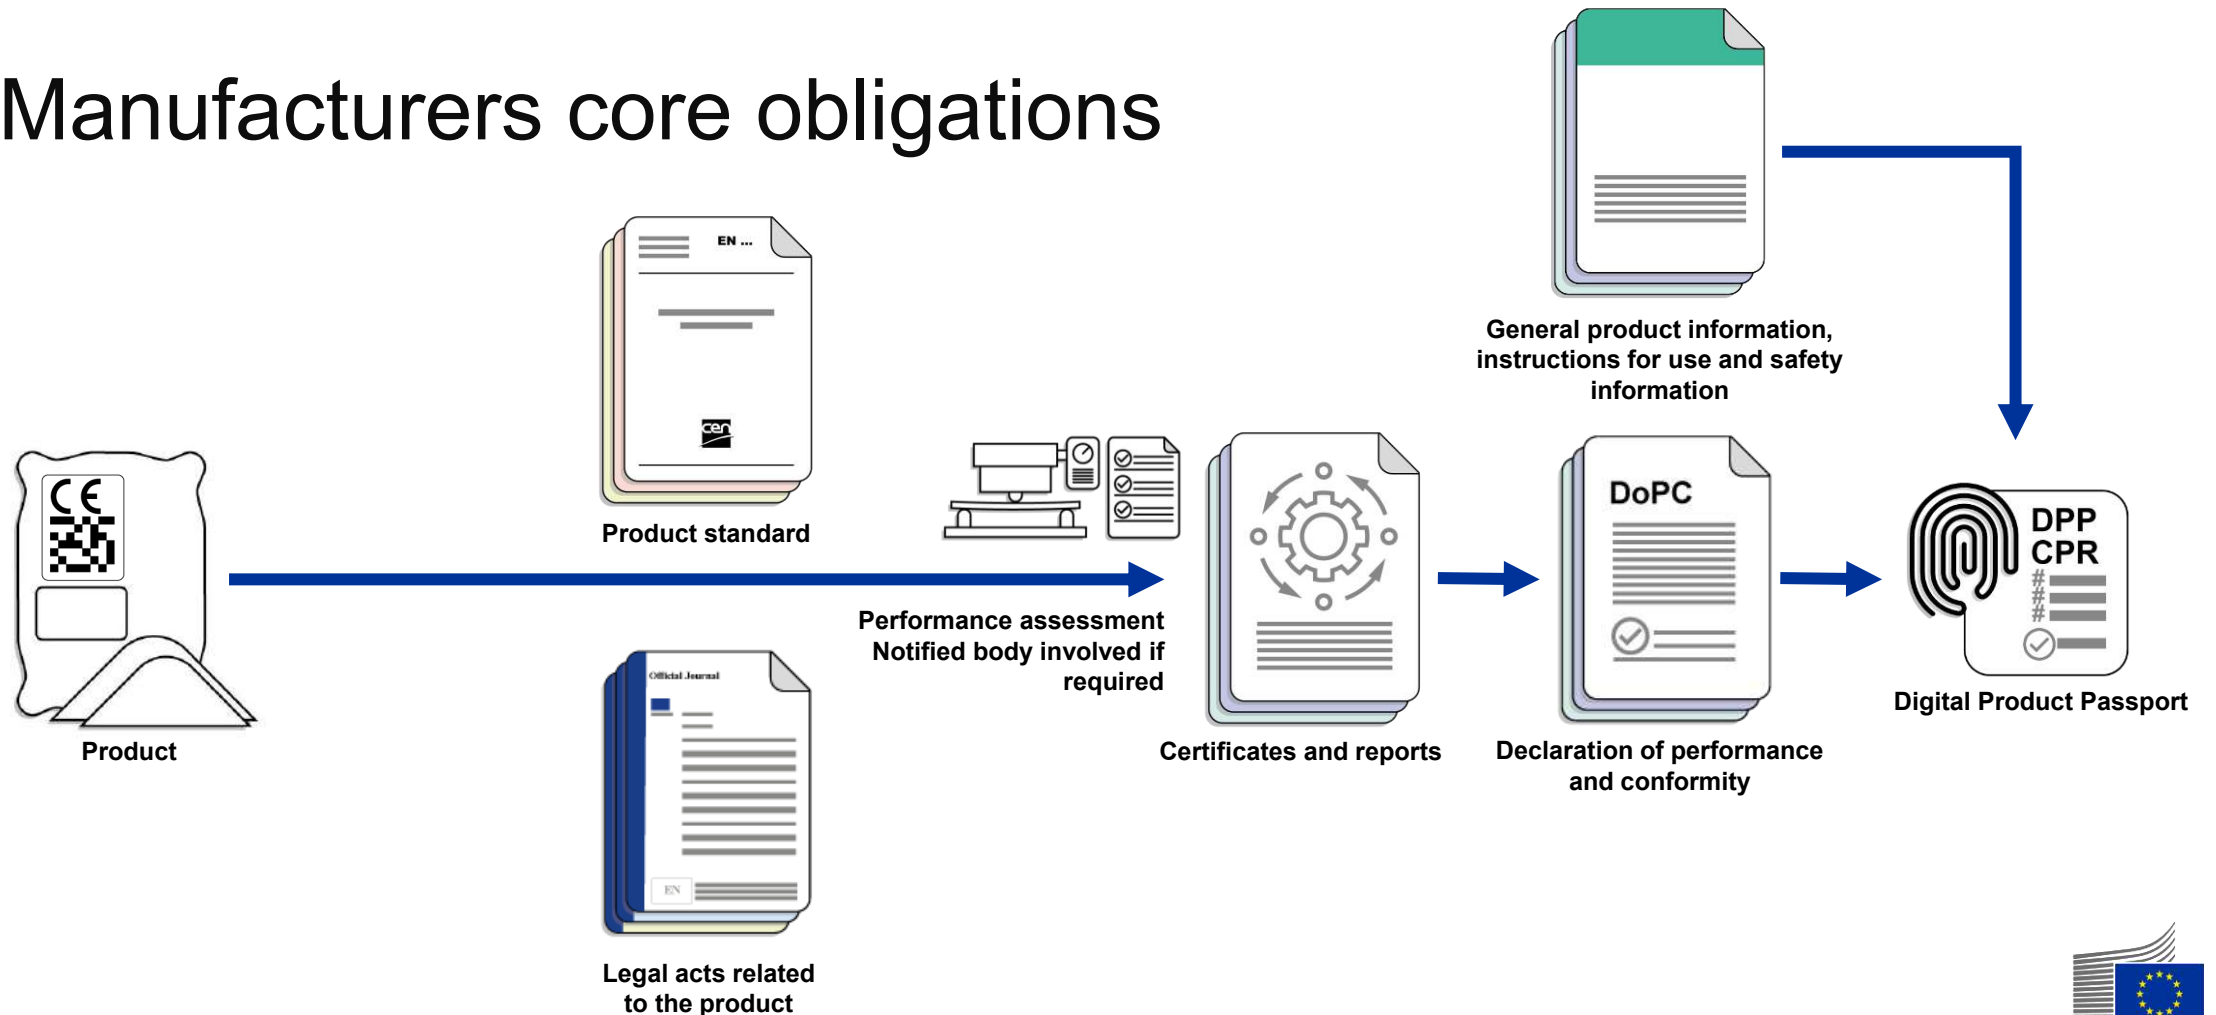 Manufacturers core obligations
General product information,
instructions for use and safety
information
EN ...
cen
Product standard
CE
Product
Performance assessment
Notified body involved if
required
Official Journal
EN
Legal acts related
to the product
Certificates and reports
DoPC
Declaration of performance
and conformity
DPP
CPR
#
#
#
Digital Product Passport